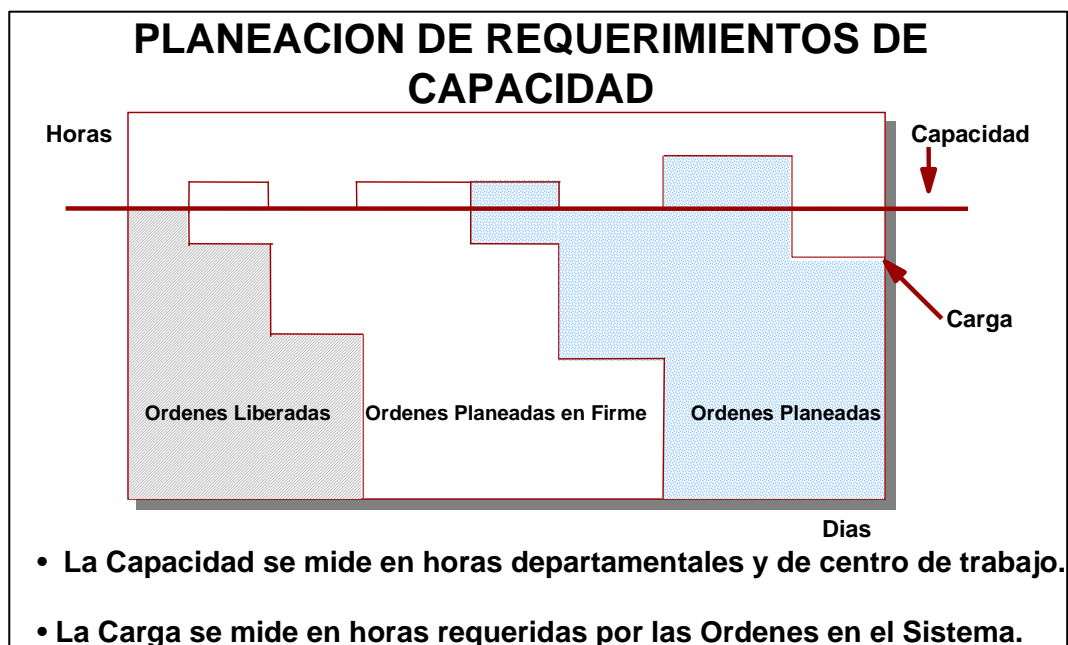 PLANEACION DE REQUERIMIENTOS DE
CAPACIDAD
Horas
Capacidad
Carga
Ordenes Liberadas
Ordenes Planeadas en Firme
Ordenes Planeadas
Dias
• La Capacidad se mide en horas departamentales y de centro de trabajo.
• La Carga se mide en horas requeridas por las Ordenes en el Sistema.